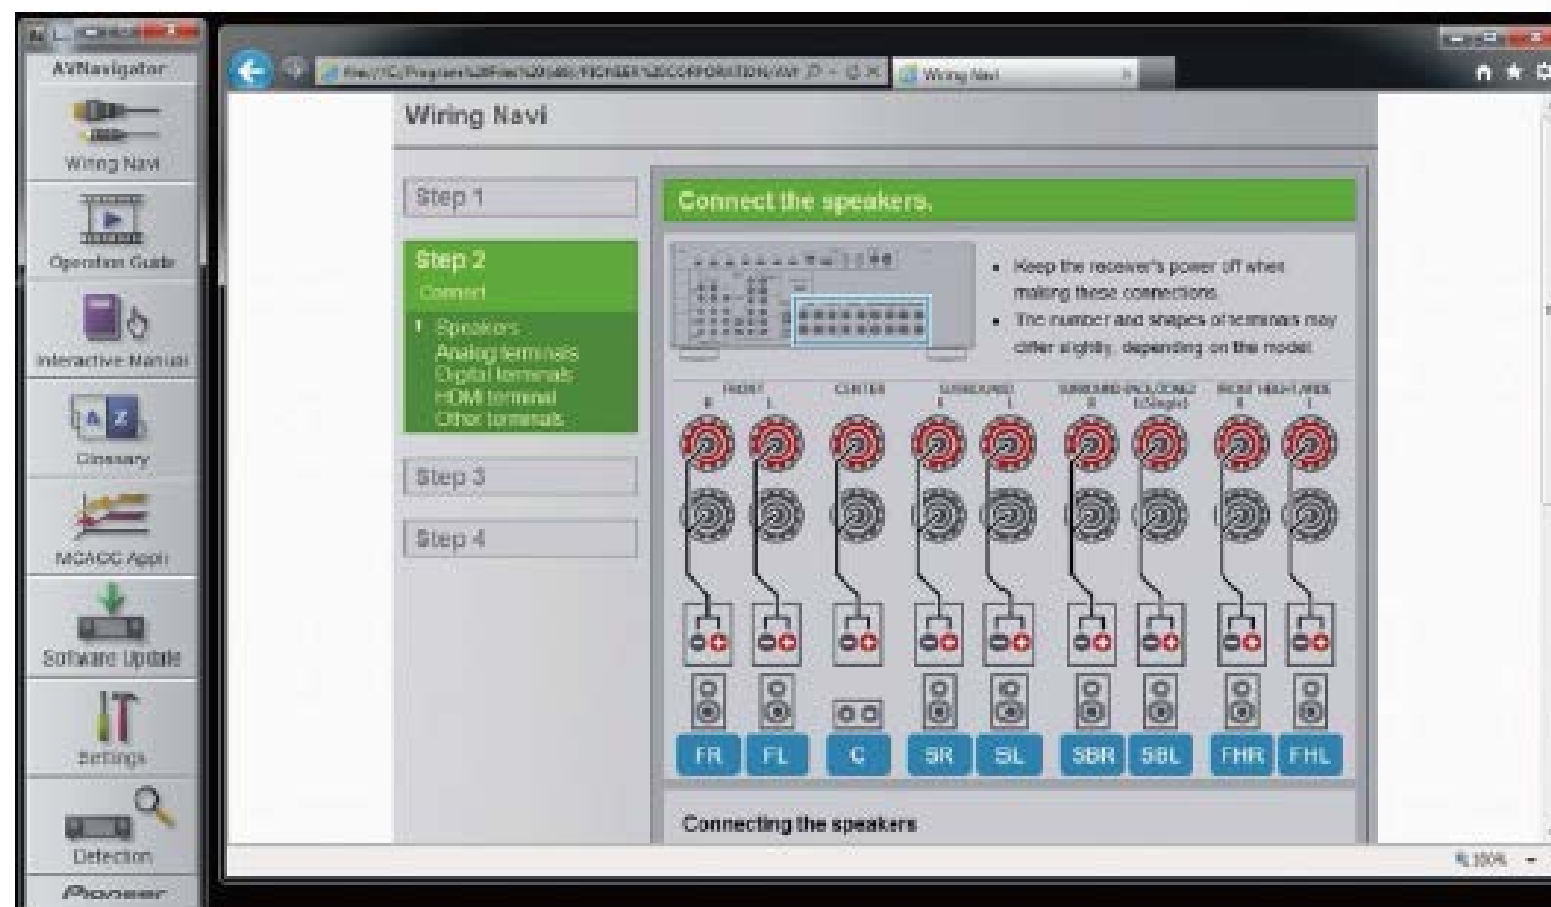 AVNavigator
Wiring Navi
Operation Guide
Interactive Manual
Glossary
MCACC Appli
Software Update
Settings
Detection
Pioneer
Wiring Navi
Wiring Navi
Step 1
Step 2
Connect
Speakers
Analog terminals
Digital terminals
HDMI terminal
Other terminals
Step 3
Step 4
Connect the speakers.
• Keep the receiver's power off when
making these connections.
• The number and shapes of terminals may
differ slightly, depending on the model.
FRONT CENTER SURROUND
R L R L R L(Single) R L
FR FL C SR SL SBR SBL FHR FHL
Connecting the speakers
100%